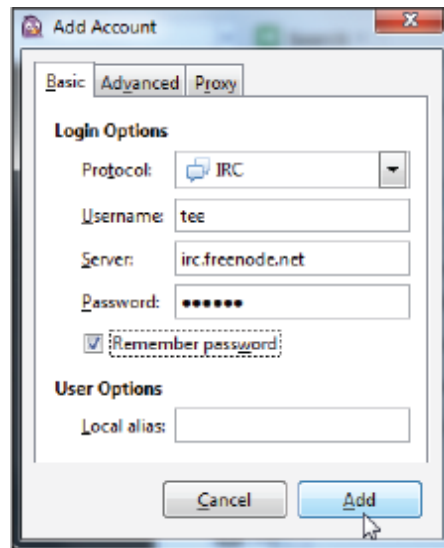 Add Account
Basic Advanced Proxy
Login Options
Protocol: IRC
Username: tee
Server: irc.freenode.net
Password: ●●●●●●
Remember password
User Options
Local alias:
Cancel Add